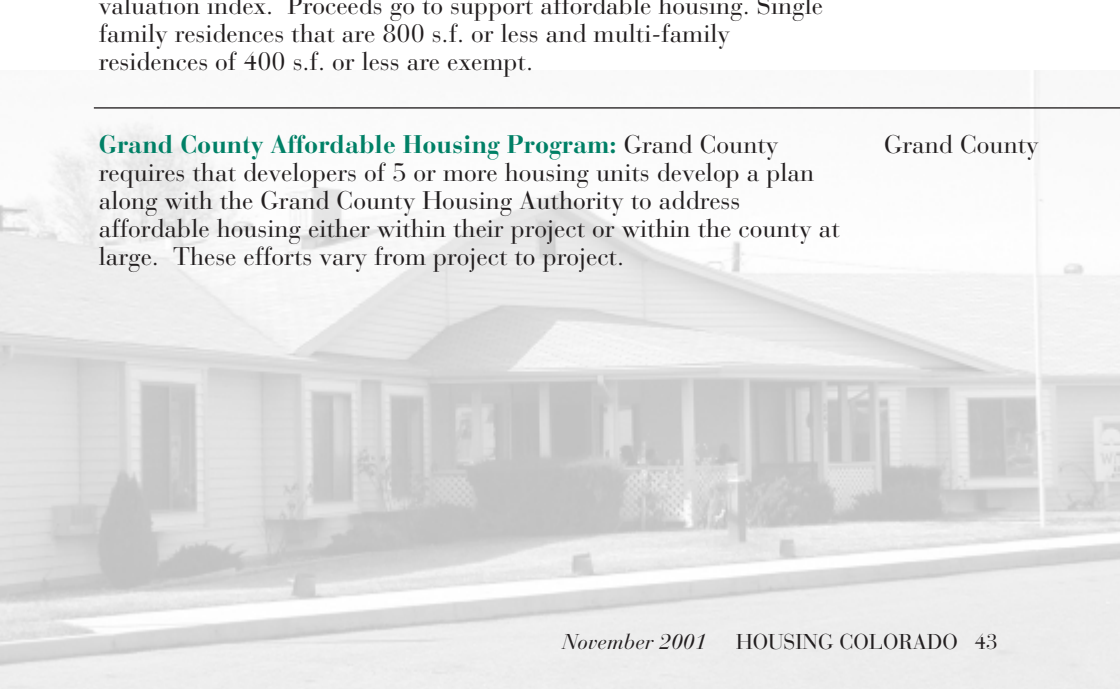 valuation index.  Proceeds go to support affordable housing. Single
family residences that are 800 s.f. or less and multi-family
residences of 400 s.f. or less are exempt.
Grand County Affordable Housing Program: Grand County
Grand County
requires that developers of 5 or more housing units develop a plan
along with the Grand County Housing Authority to address
affordable housing either within their project or within the county at
large.  These efforts vary from project to project.
November 2001 HOUSING COLORADO 43